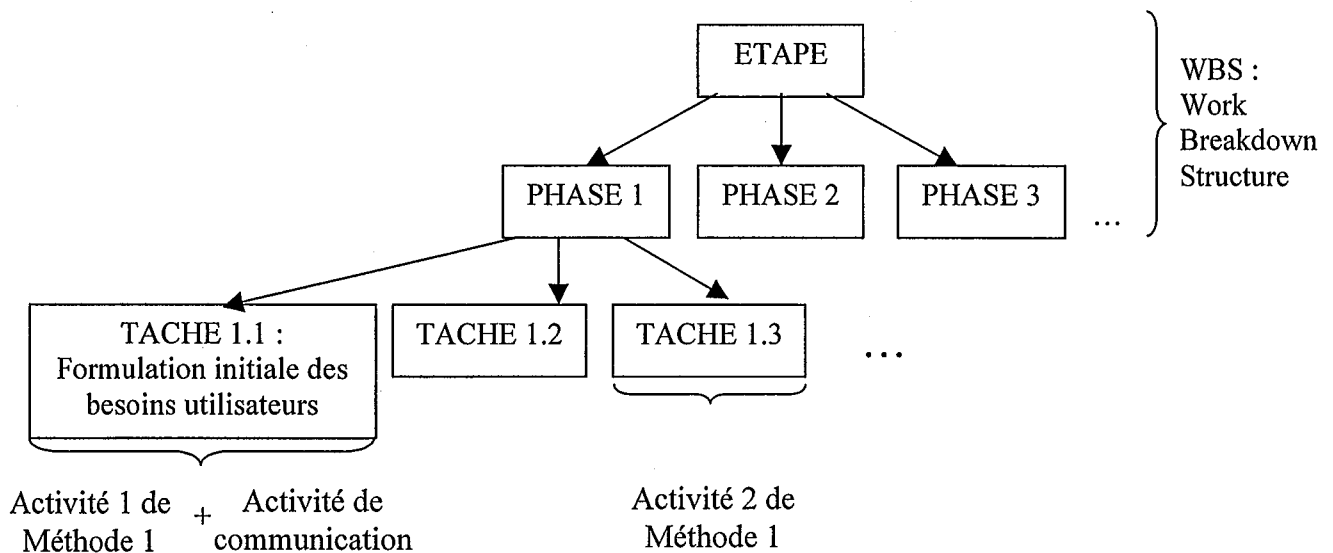 ETAPE
WBS :
Work
Breakdown
Structure
PHASE 1
PHASE 2
PHASE 3
...
TACHE 1.1 :
Formulation initiale des
besoins utilisateurs
TACHE 1.2
TACHE 1.3
...
Activité 1 de
Méthode 1
+
Activité de
communication
Activité 2 de
Méthode 1